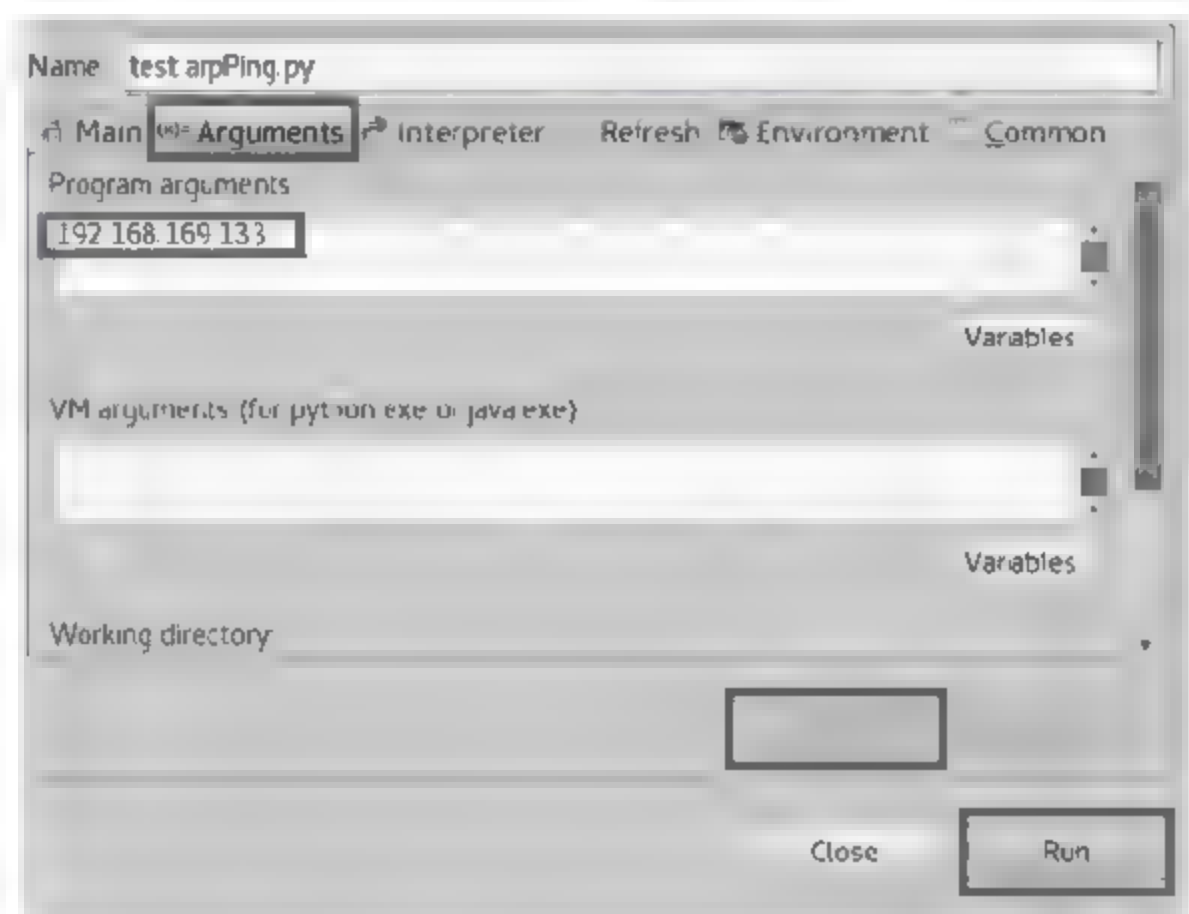 Name test arpPing.py
Main (x)= Arguments Interpreter Refresh Environment Common
Program arguments
192.168.169.133
Variables
VM arguments (for python.exe or java.exe)
Variables
Working directory
Close Run